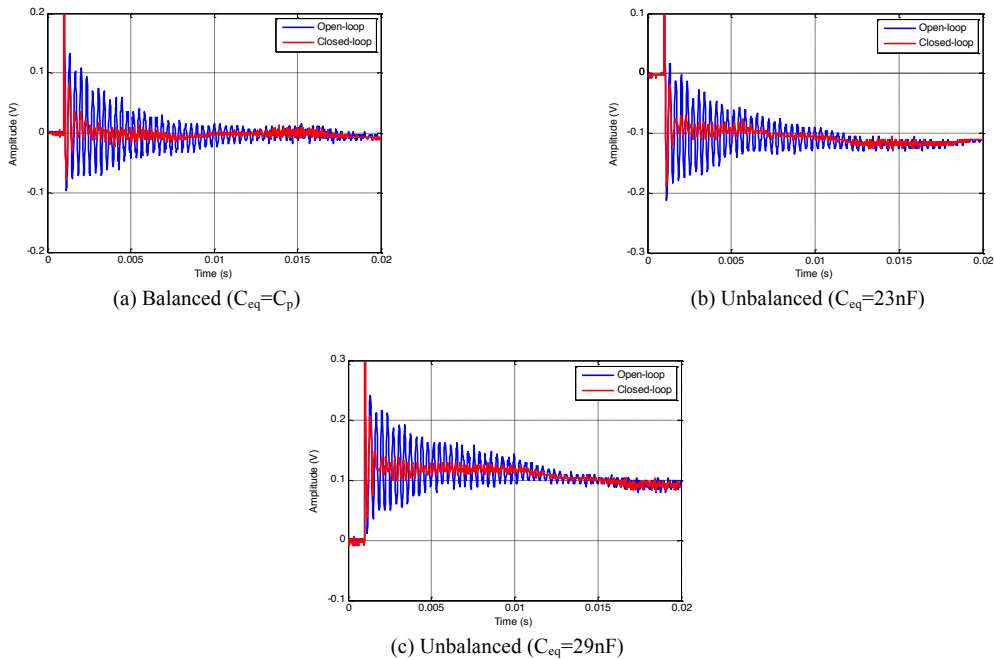 0.2
0.1
0
-0.1
-0.2
Amplitude (V)
0
0.005
0.01
0.015
0.02
Time (s)
Open-loop
Closed-loop
(a) Balanced (Ceq=Cp)
0.1
0
-0.1
-0.2
-0.3
Amplitude (V)
0
0.005
0.01
0.015
0.02
Time (s)
Open-loop
Closed-loop
(b) Unbalanced (Ceq=23nF)
0.3
0.2
0.1
0
-0.1
Amplitude (V)
0
0.005
0.01
0.015
0.02
Time (s)
Open-loop
Closed-loop
(c) Unbalanced (Ceq=29nF)